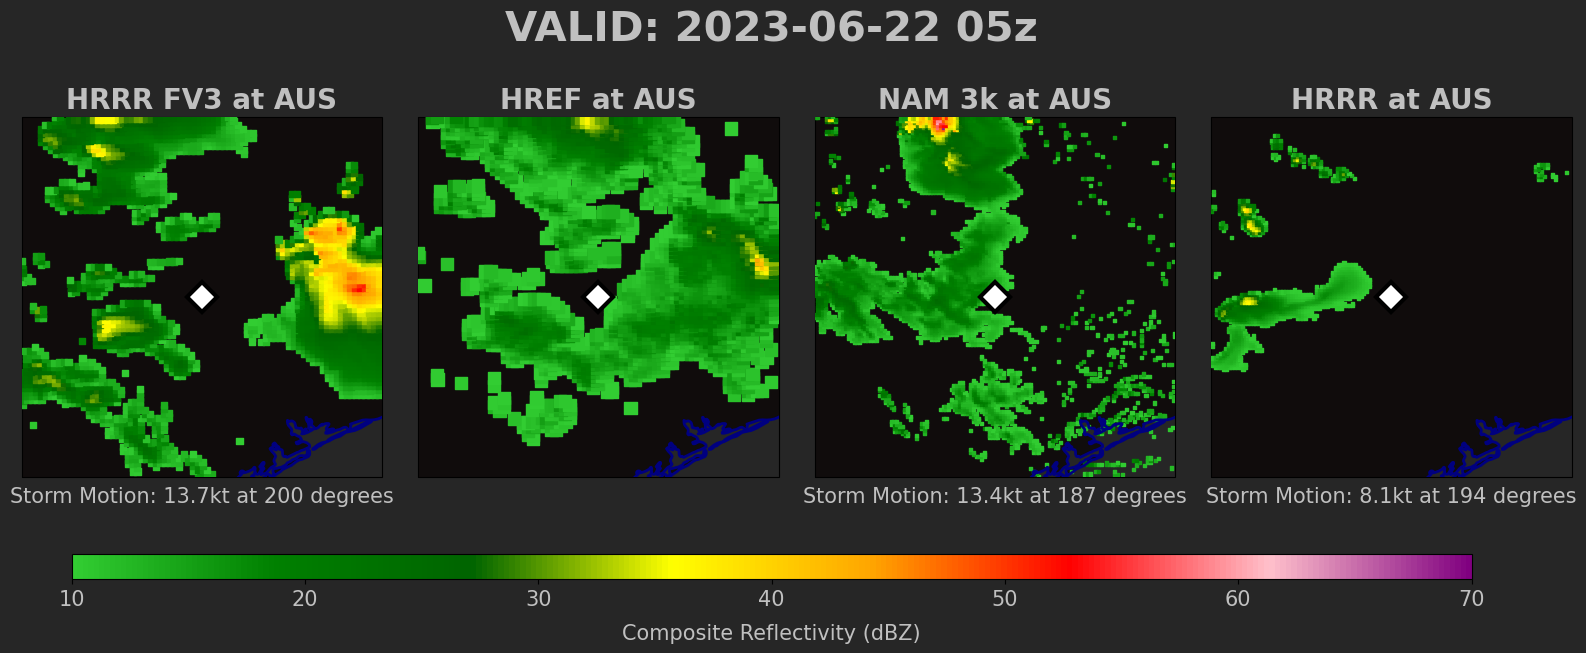 VALID: 2023-06-22 05z
HRRR FV3 at AUS
HREF at AUS
NAM 3k at AUS
HRRR at AUS
Storm Motion: 13.7kt at 200 degrees
Storm Motion: 13.4kt at 187 degrees
Storm Motion: 8.1kt at 194 degrees
10 20 30 40 50 60 70
Composite Reflectivity (dBZ)